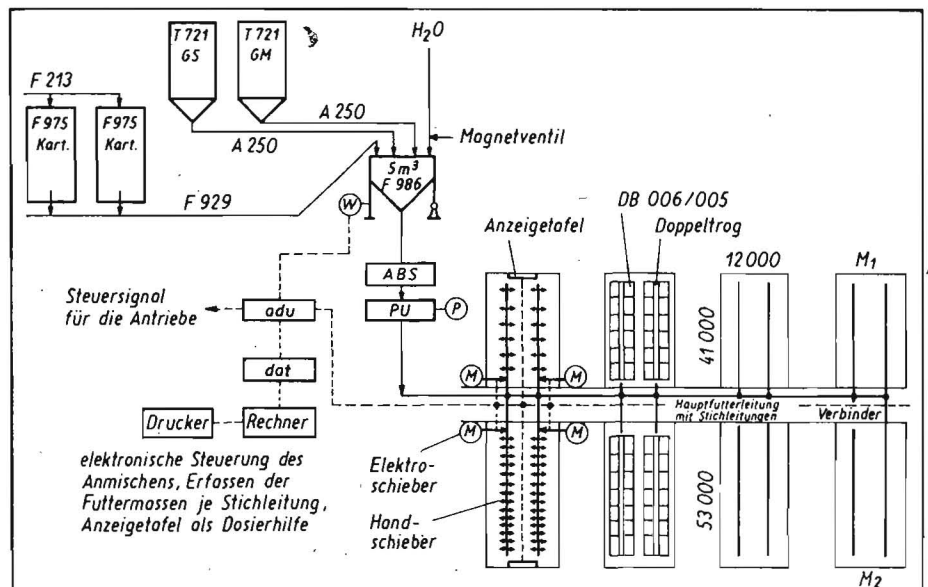 T 721
GS
T 721
GM
H₂O
F 213
F 975
Kart.
F 975
Kart.
A 250
A 250
Magnetventil
5m³
F 986
F 929
W
DB 006/005
Doppeltrog
Anzeigetafel
12 000
M₁
ABS
Steuersignal
für die Antriebe
adu
PU
P
41 000
dat
M
M
Hauptfutterleitung
mit Stichleitungen
Verbinder
Drucker
Rechner
M
M
elektronische Steuerung des
Anmischens, Erfassen der
Futtermassen je Stichleitung,
Anzeigetafel als Dosierhilfe
Elektro-
schieber
Hand-
schieber
53 000
M₂